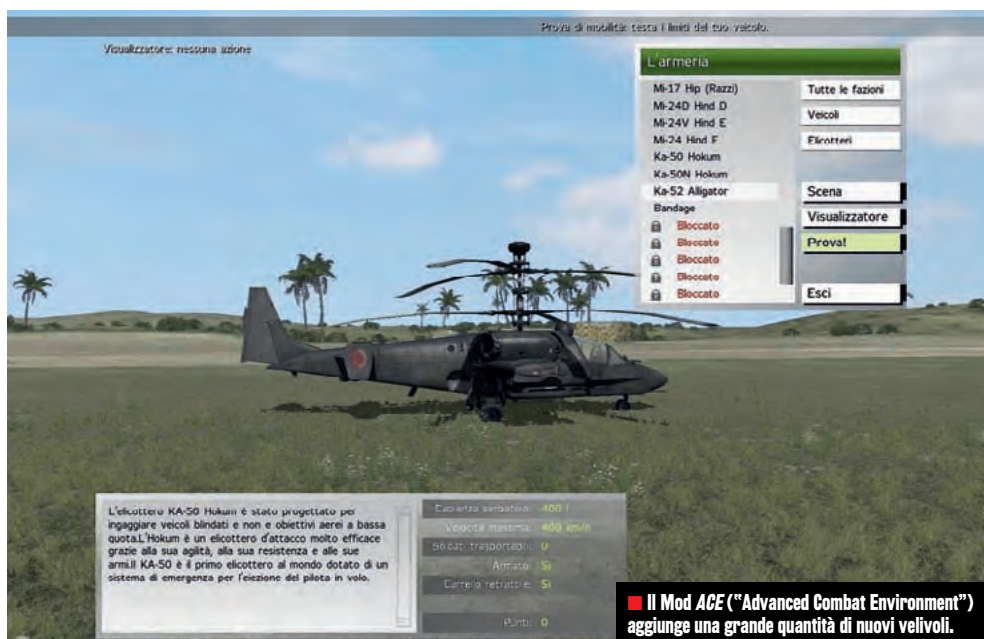 Prova di mobilità: testa i limiti del tuo veicolo.
Visualizzatore: nessuna azione
L'armeria
Mi-17 Hip (Razzi)
Mi-24D Hind D
Mi-24V Hind E
Mi-24 Hind F
Ka-50 Hokum
Ka-50N Hokum
Ka-52 Alligator
Bandage
Bloccato
Bloccato
Bloccato
Bloccato
Bloccato
Tutte le fazioni
Veicoli
Elicotteri
Scena
Visualizzatore
Prova!
Esci
L'elicottero KA-50 Hokum è stato progettato per
ingaggiare veicoli blindati e non e obiettivi aerei a bassa
quota.L'Hokum è un elicottero d'attacco molto efficace
grazie alla sua agilità, alla sua resistenza e alle sue
armi.Il KA-50 è il primo elicottero al mondo dotato di un
sistema di emergenza per l'eiezione del pilota in volo.
Capienza serbatoio: 400 l
Velocità massima: 400 km/h
Soldati trasportabili: 0
Armato: Sì
Carrello retrattile: Sì
Punti: 0
Il Mod ACE ("Advanced Combat Environment")
aggiunge una grande quantità di nuovi velivoli.